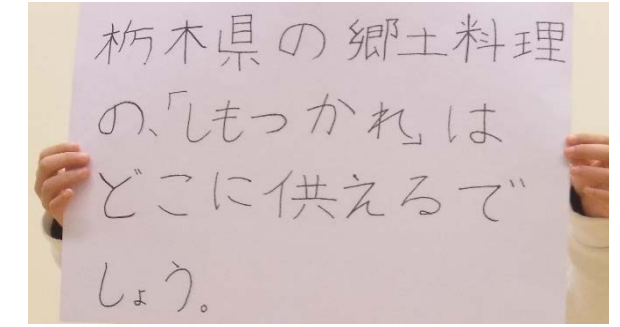 栃木県の郷土料理
の、「しもつかれ」は
どこに供えるで
しょう。